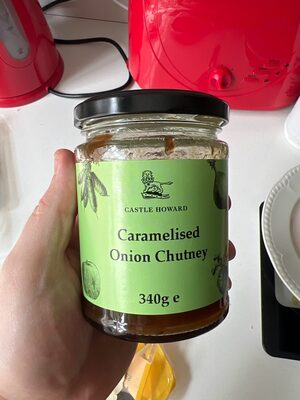 CASTLE HOWARD
Caramelised
Onion Chutney
340g e